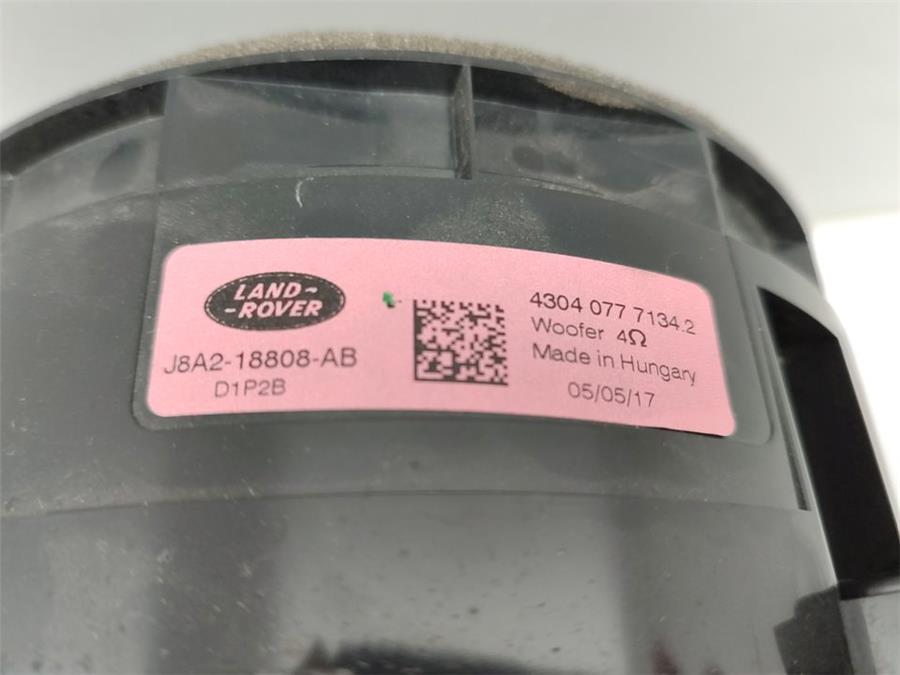 LAND-
-ROVER
J8A2-18808-AB
D1P2B
4304 077 7134.2
Woofer 4Ω
Made in Hungary
05/05/17